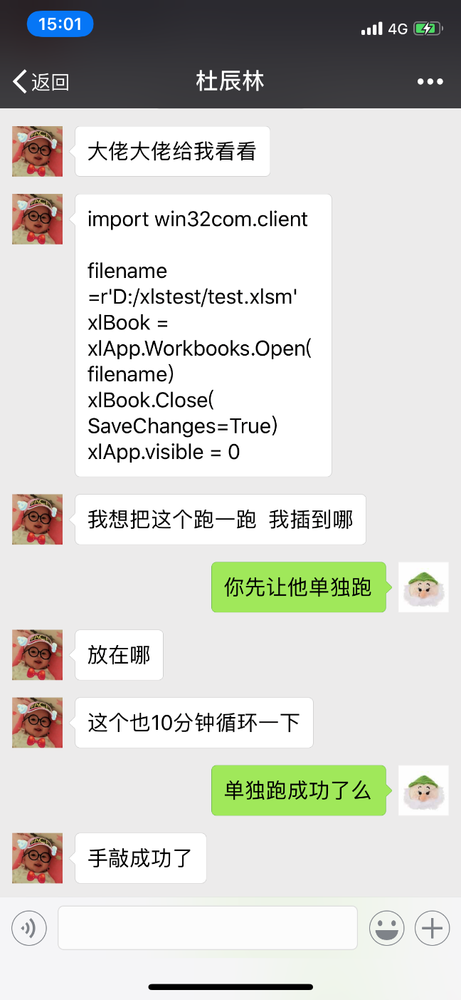 15:01
4G
返回
杜辰林
大佬大佬给我看看
import win32com.client
filename
=r'D:/xlstest/test.xlsm'
xlBook =
xlApp.Workbooks.Open(
filename)
xlBook.Close(
SaveChanges=True)
xlApp.visible = 0
我想把这个跑一跑 我插到哪
你先让他单独跑
放在哪
这个也10分钟循环一下
单独跑成功了么
手敲成功了